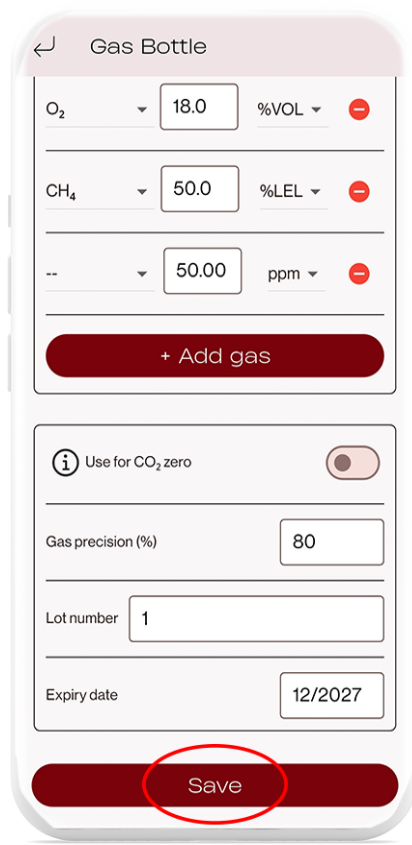 Gas Bottle
O₂ 18.0 %VOL
CH₄ 50.0 %LEL
-- 50.00 ppm
+ Add gas
i Use for CO₂ zero
Gas precision (%) 80
Lot number 1
Expiry date 12/2027
Save